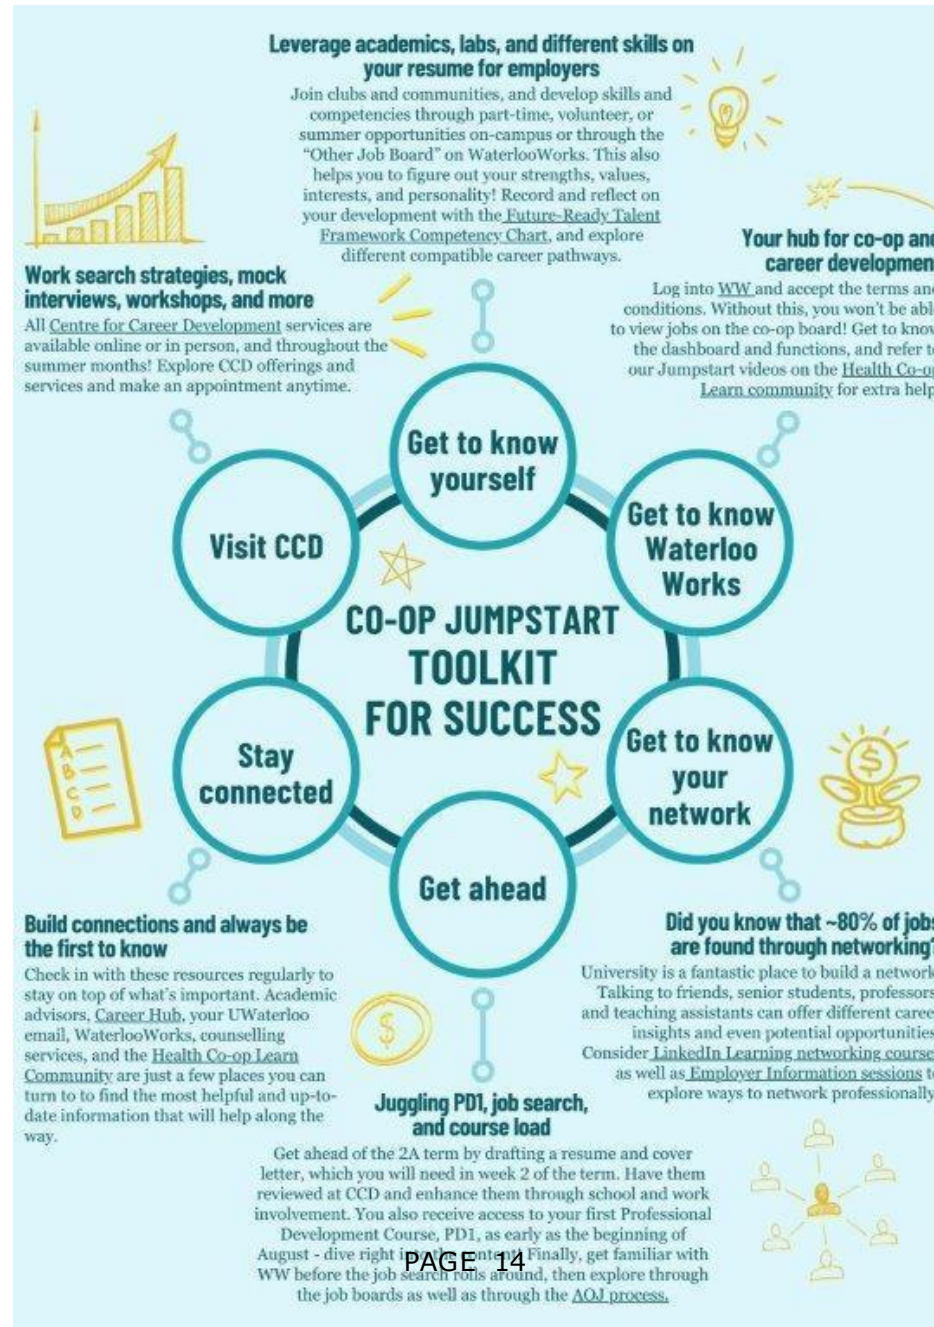 Leverage academics, labs, and different skills on
your resume for employers
Join clubs and communities, and develop skills and
competencies through part-time, volunteer, or
summer opportunities on-campus or through the
“Other Job Board” on WaterlooWorks. This also
helps you to figure out your strengths, values,
interests, and personality! Record and reflect on
your development with the Future-Ready Talent
Framework Competency Chart, and explore
different compatible career pathways.
Your hub for co-op an
career developmen
Log into WW and accept the terms an
conditions. Without this, you won't be abl
to view jobs on the co-op board! Get to know
the dashboard and functions, and refer t
our Jumpstart videos on the Health Co-o
Learn community for extra help
Work search strategies, mock
interviews, workshops, and more
All Centre for Career Development services are
available online or in person, and throughout the
summer months! Explore CCD offerings and
services and make an appointment anytime.
Get to know
yourself
Visit CCD
Get to know
Waterloo
Works
CO-OP JUMPSTART
TOOLKIT
FOR SUCCESS
Stay
connected
Get to know
your
network
Get ahead
A
B
C
D
$
Build connections and always be
the first to know
Check in with these resources regularly to
stay on top of what's important. Academic
advisors, Career Hub, your UWaterloo
email, WaterlooWorks, counselling
services, and the Health Co-op Learn
Community are just a few places you can
turn to to find the most helpful and up-to-
date information that will help along the
way.
$
Did you know that ~80% of jobs
are found through networking?
University is a fantastic place to build a network
Talking to friends, senior students, professors
and teaching assistants can offer different caree
insights and even potential opportunities
Consider LinkedIn Learning networking course
as well as Employer Information sessions t
explore ways to network professionally
Juggling PD1, job search,
and course load
Get ahead of the 2A term by drafting a resume and cover
letter, which you will need in week 2 of the term. Have them
reviewed at CCD and enhance them through school and work
involvement. You also receive access to your first Professional
Development Course, PD1, as early as the beginning of
August - dive right into the content! Finally, get familiar with
WW before the job search rolls around, then explore through
the job boards as well as through the AOJ process.
PAGE 14